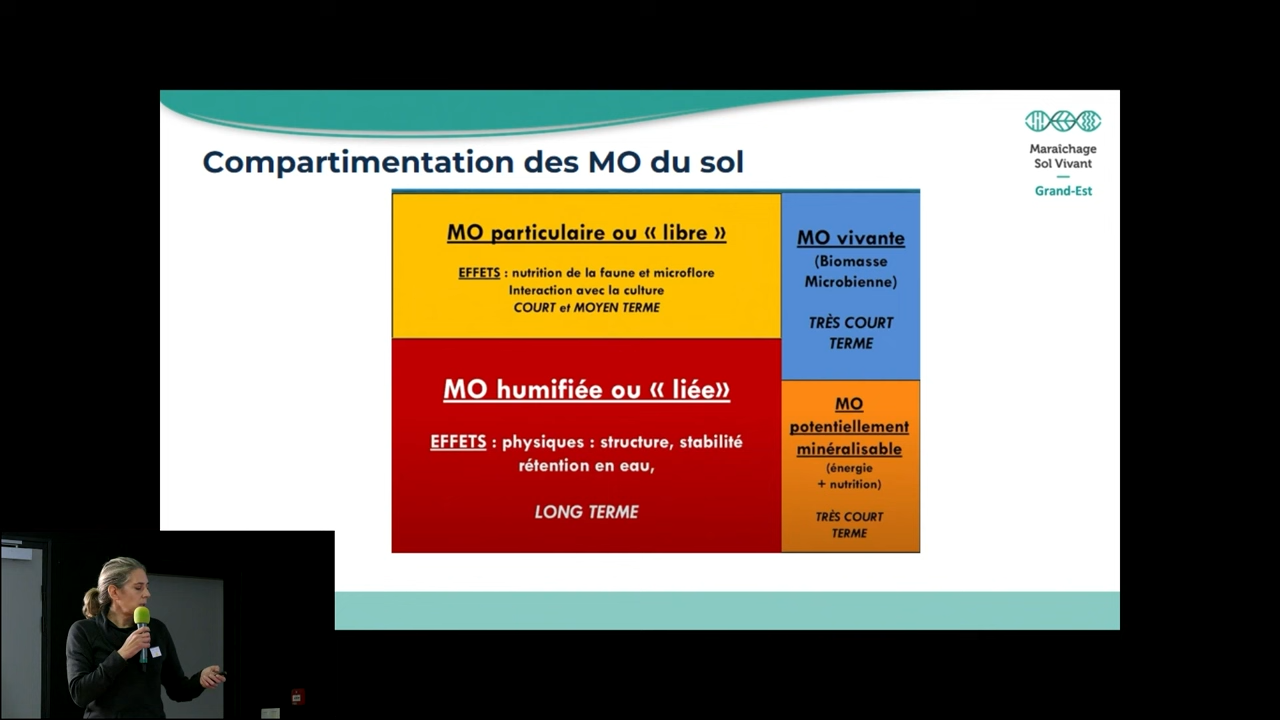 Compartimentation des MO du sol
Maraîchage
Sol Vivant
Grand-Est
MO particulaire ou « libre »
EFFETS : nutrition de la faune et microflore
Interaction avec la culture
COURT et MOYEN TERME
MO vivante
(Biomasse
Microbienne)
TRÈS COURT
TERME
MO humifiée ou « liée»
EFFETS : physiques : structure, stabilité
rétention en eau,
LONG TERME
MO
potentiellement
minéralisable
(énergie
+ nutrition)
TRÈS COURT
TERME